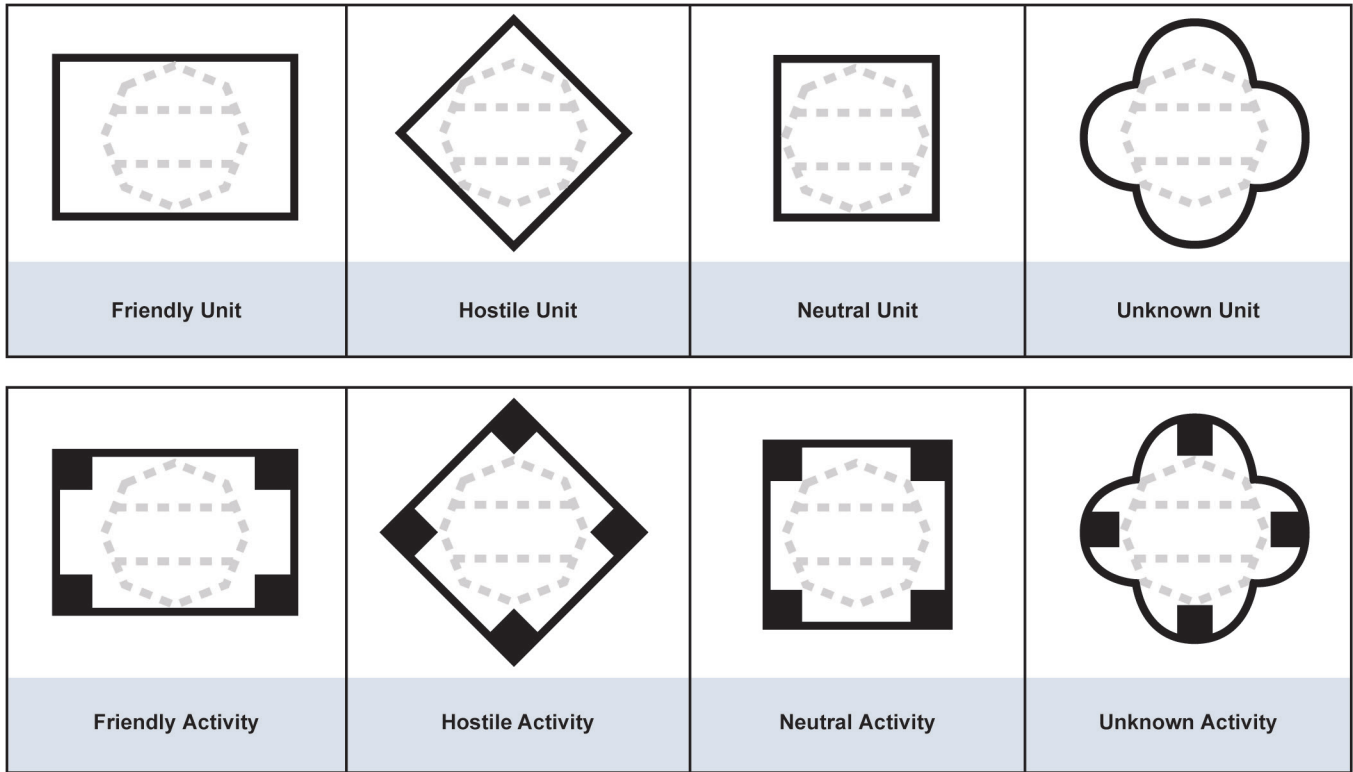 Friendly Unit
Hostile Unit
Neutral Unit
Unknown Unit
Friendly Activity
Hostile Activity
Neutral Activity
Unknown Activity